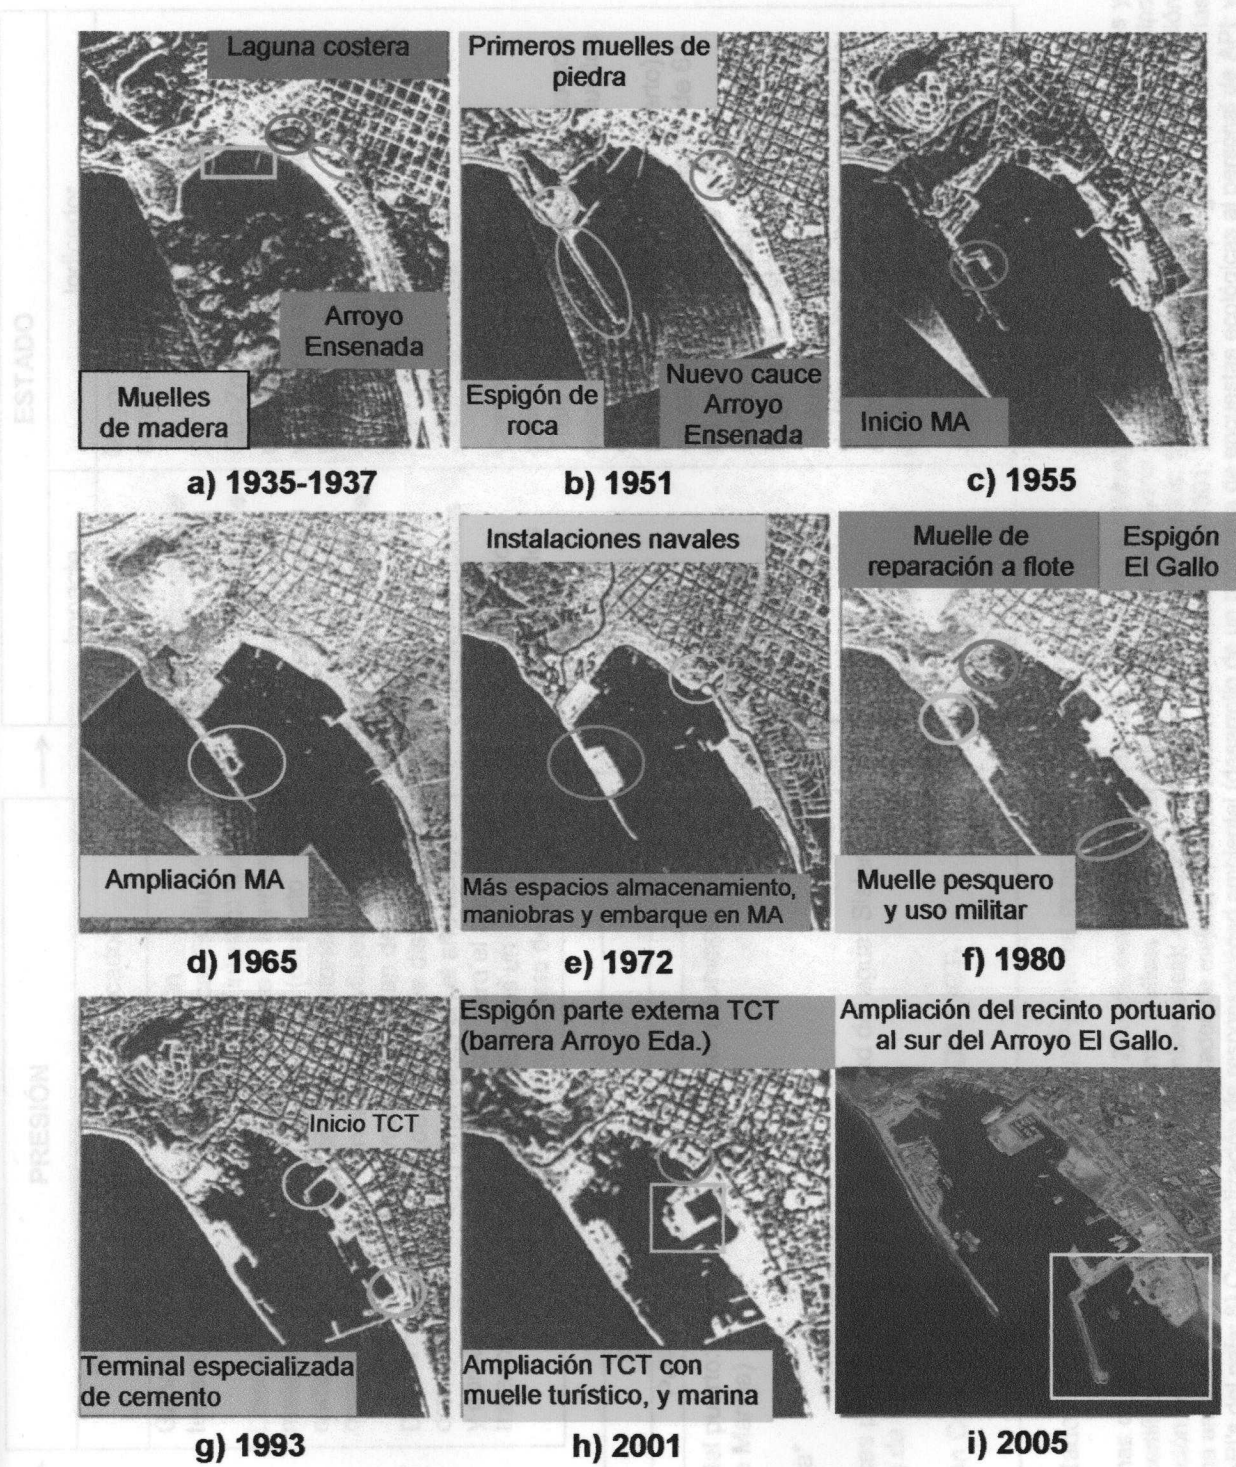 Laguna costera
Arroyo
Ensenada
Muelles
de madera
a) 1935-1937
Primeros muelles de
piedra
Espigón de
roca
Nuevo cauce
Arroyo
Ensenada
b) 1951
Inicio MA
c) 1955
Ampliación MA
d) 1965
Instalaciones navales
Más espacios almacenamiento,
maniobras y embarque en MA
e) 1972
Muelle de
reparación a flote
Espigón
El Gallo
Muelle pesquero
y uso militar
f) 1980
Inicio TCT
Terminal especializada
de cemento
g) 1993
Espigón parte externa TCT
(barrera Arroyo Eda.)
Ampliación TCT con
muelle turístico, y marina
h) 2001
Ampliación del recinto portuario
al sur del Arroyo El Gallo.
i) 2005
ESTADO
PRESIÓN